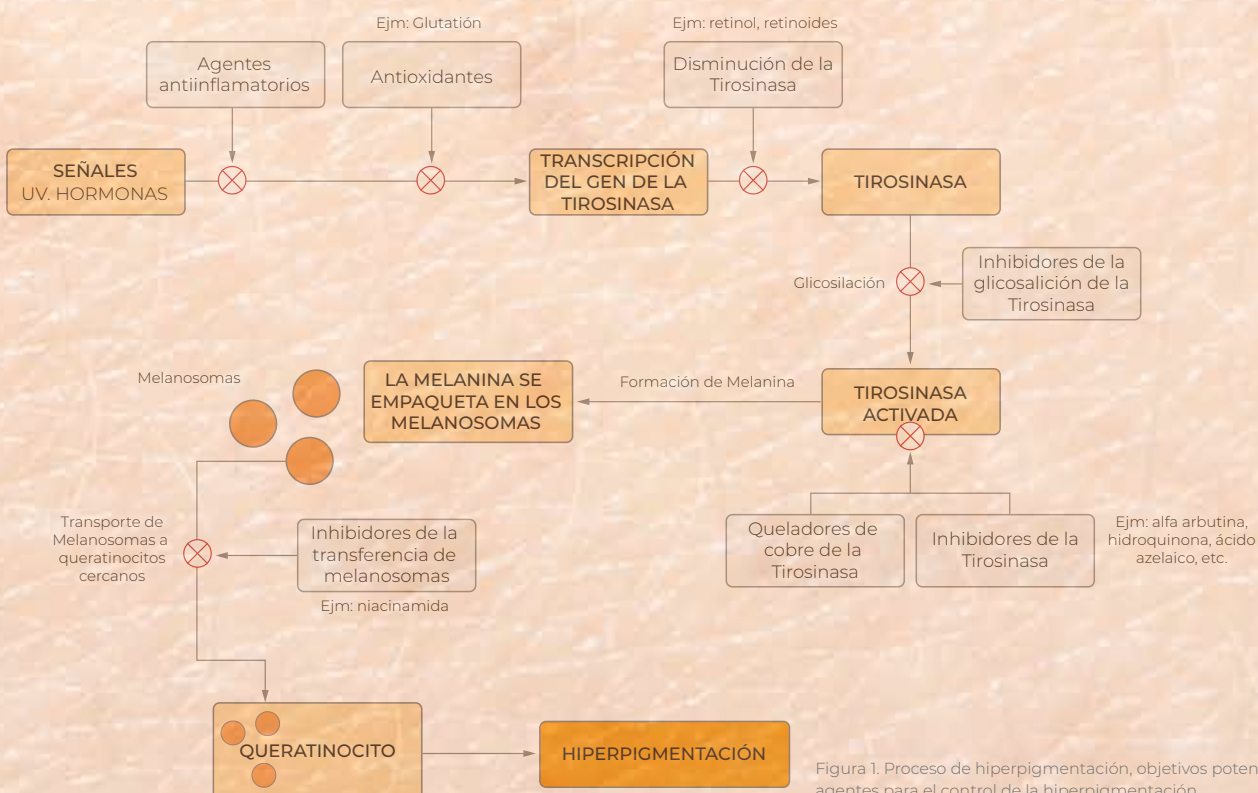 Ejm: Glutatión
Ejm: retinol, retinoides
Agentes
antiinflamatorios
Antioxidantes
Disminución de la
Tirosinasa
SEÑALES
UV. HORMONAS
TRANSCRIPCIÓN
DEL GEN DE LA
TIROSINASA
TIROSINASA
Glicosilación
Inhibidores de la
glicosalición de la
Tirosinasa
Melanosomas
LA MELANINA SE
EMPAQUETA EN LOS
MELANOSOMAS
Formación de Melanina
TIROSINASA
ACTIVADA
Transporte de
Melanosomas a
queratinocitos
cercanos
Inhibidores de la
transferencia de
melanosomas
Ejm: niacinamida
Queladores de
cobre de la
Tirosinasa
Inhibidores de la
Tirosinasa
Ejm: alfa arbutina,
hidroquinona, ácido
azelaico, etc.
QUERATINOCITO
HIPERPIGMENTACIÓN
Figura 1. Proceso de hiperpigmentación, objetivos
agentes para el control de la hiperpigmentación